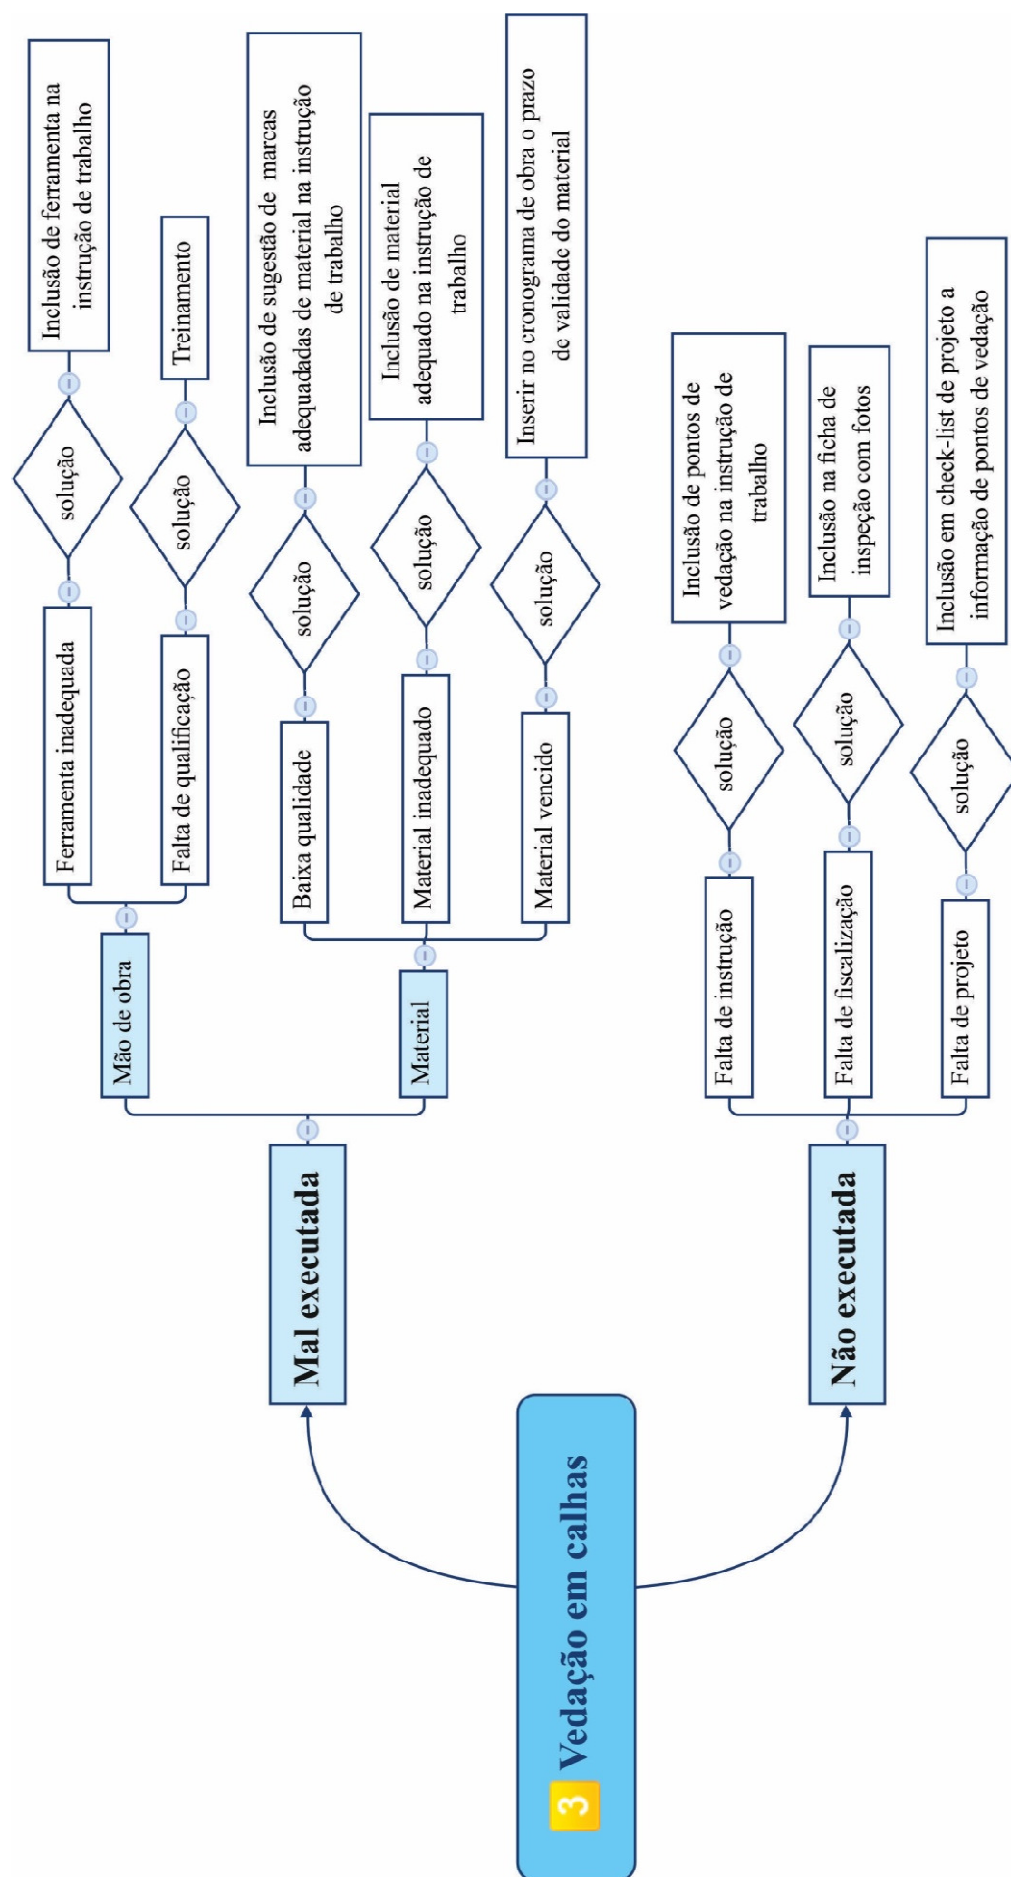 3
Vedação em calhas
Mal executada
Mão de obra
Ferramenta inadequada
solução
Inclusão de ferramenta na
instrução de trabalho
Falta de qualificação
solução
Treinamento
Material
Baixa qualidade
solução
Inclusão de sugestão de marcas
adequadadas de material na instrução
de trabalho
Material inadequado
solução
Inclusão de material
adequado na instrução de
trabalho
Material vencido
solução
Inserir no cronograma de obra o prazo
de validade do material
Não executada
Falta de instrução
solução
Inclusão de pontos de
vedação na instrução de
trabalho
Falta de fiscalização
solução
Inclusão na ficha de
inspeção com fotos
Falta de projeto
solução
Inclusão em check-list de projeto a
informação de pontos de vedação